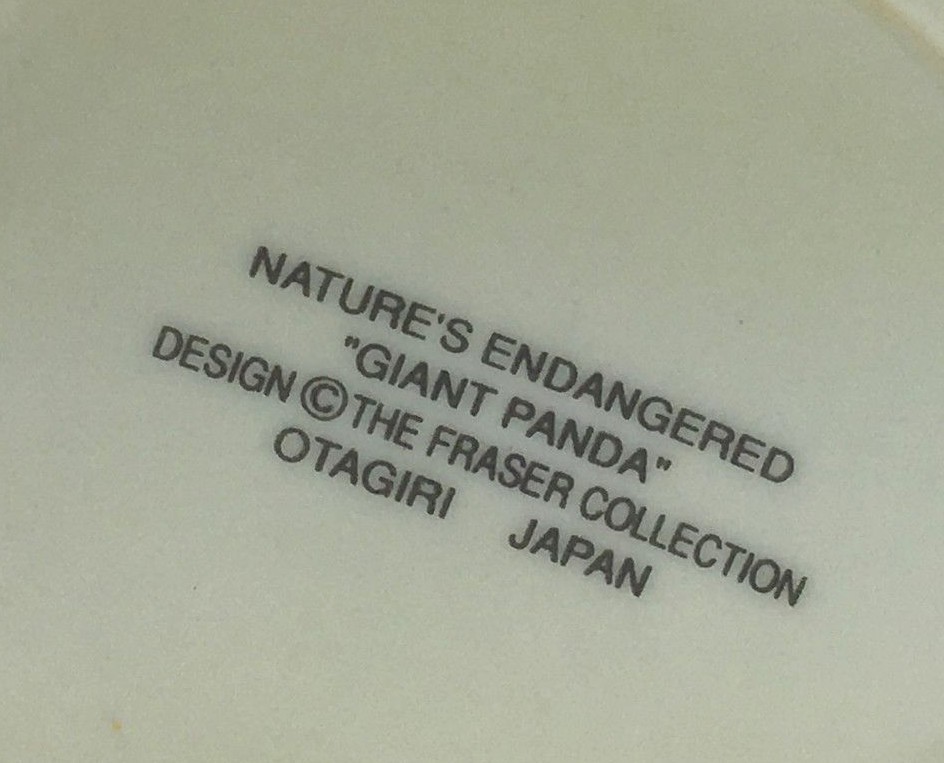 NATURE'S ENDANGERED
"GIANT PANDA"
DESIGN © THE FRASER COLLECTION
OTAGIRI JAPAN